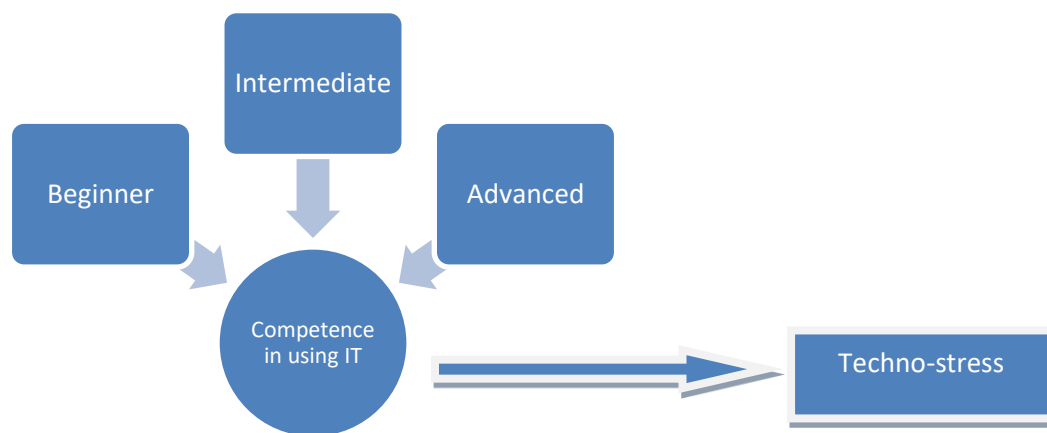 Intermediate
Beginner
Advanced
Competence
in using IT
Techno-stress